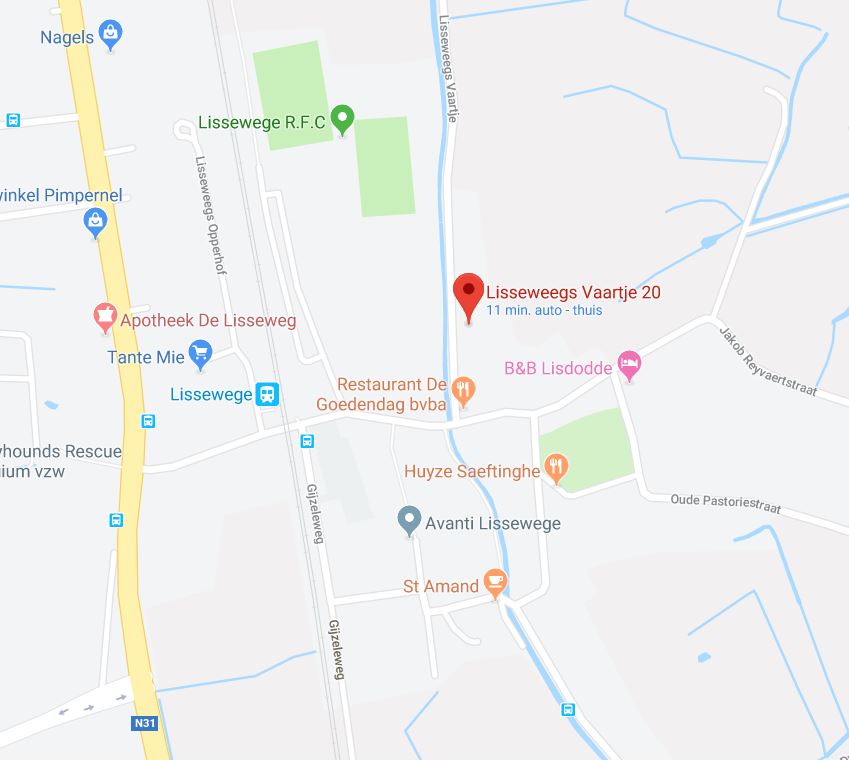 Nagels
Lisseweegs Vaartje
Lissewege R.F.C
Lisseweegs Opperhof
winkel Pimpernel
Lisseweegs Vaartje 20
11 min. auto - thuis
Apotheek De Lisseweg
Tante Mie
Jakob Reyvaertstraat
B&B Lisdodde
Lissewege
Restaurant De
Goedendag bvba
yhounds Rescue
ium vzw
Huyze Saeftinghe
Gijzeleweg
Oude Pastoriestraat
Avanti Lissewege
St Amand
Gijzeleweg
N31